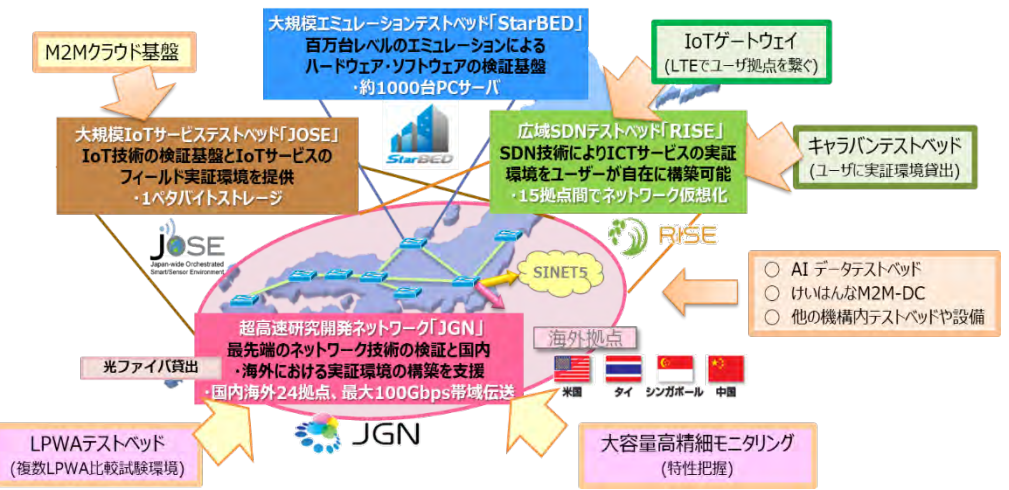 大規模エミュレーションテストベッド「StarBED」
百万台レベルのエミュレーションによる
ハードウェア・ソフトウェアの検証基盤
・約1000台PCサーバ
StarBED
M2Mクラウド基盤
IoTゲートウェイ
(LTEでユーザ拠点を繋ぐ)
大規模IoTサービステストベッド「JOSE」
IoT技術の検証基盤とIoTサービスの
フィールド実証環境を提供
・1ペタバイトストレージ
広域SDNテストベッド「RISE」
SDN技術によりICTサービスの実証
環境をユーザーが自在に構築可能
・15拠点間でネットワーク仮想化
キャラバンテストベッド
(ユーザに実証環境貸出)
JOSE
Japan-wide Orchestrated
Smart/Sensor Environment
RISE
SINET5
○ AI データテストベッド
○ けいはんなM2M-DC
○ 他の機構内テストベッドや設備
超高速研究開発ネットワーク「JGN」
最先端のネットワーク技術の検証と国内
・海外における実証環境の構築を支援
・国内海外24拠点、最大100Gbps帯域伝送
光ファイバ貸出
海外拠点
米国 タイ シンガポール 中国
JGN
LPWAテストベッド
(複数LPWA比較試験環境)
大容量高精細モニタリング
(特性把握)